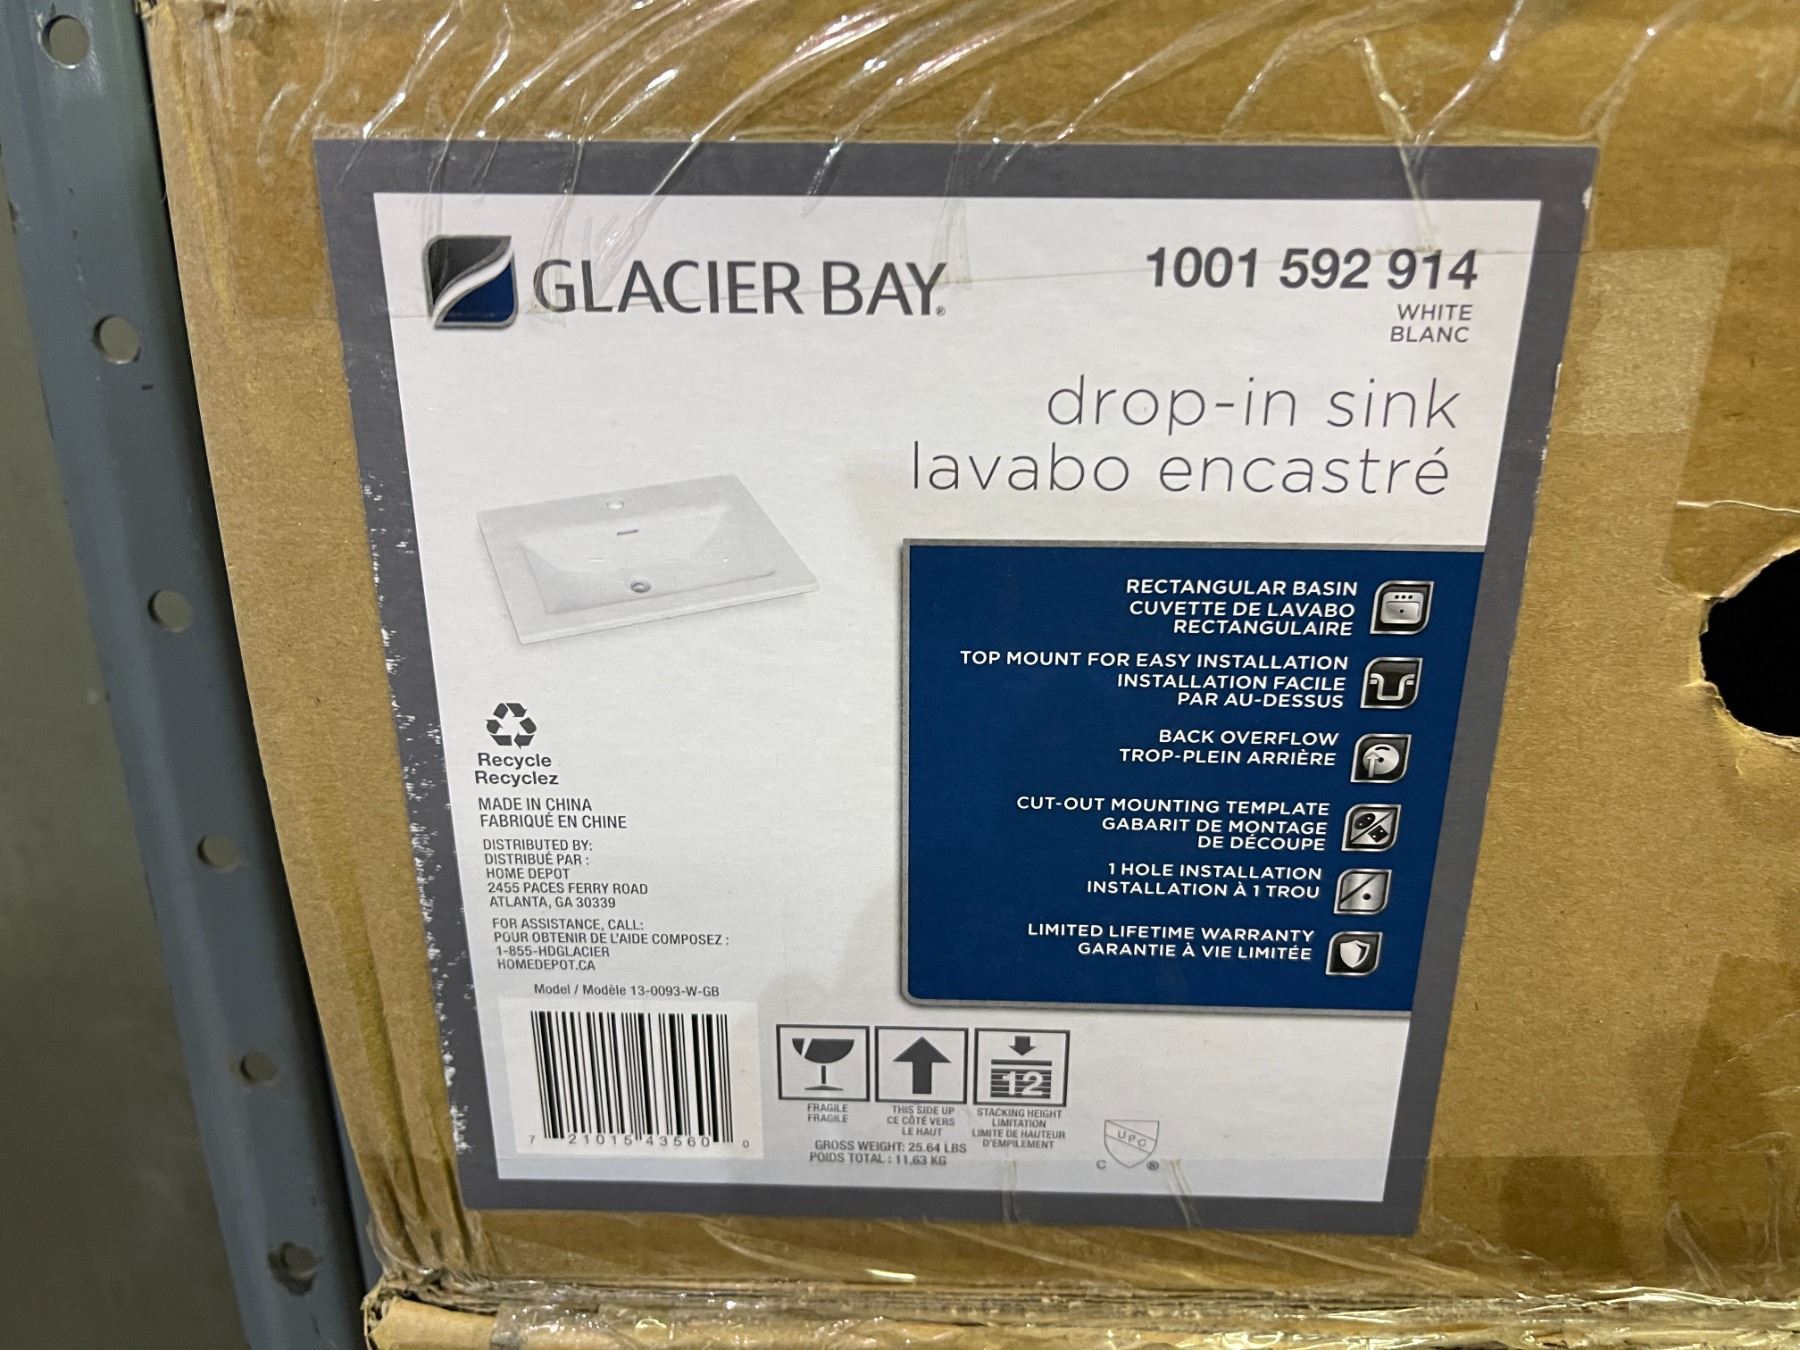 GLACIER BAY®
1001 592 914
WHITE
BLANC
drop-in sink
lavabo encastré
RECTANGULAR BASIN
CUVETTE DE LAVABO
RECTANGULAIRE
TOP MOUNT FOR EASY INSTALLATION
INSTALLATION FACILE
PAR AU-DESSUS
BACK OVERFLOW
TROP-PLEIN ARRIÈRE
CUT-OUT MOUNTING TEMPLATE
GABARIT DE MONTAGE
DE DÉCOUPE
1 HOLE INSTALLATION
INSTALLATION À 1 TROU
LIMITED LIFETIME WARRANTY
GARANTIE À VIE LIMITÉE
Recycle
Recyclez
MADE IN CHINA
FABRIQUÉ EN CHINE
DISTRIBUTED BY:
DISTRIBUÉ PAR :
HOME DEPOT
2455 PACES FERRY ROAD
ATLANTA, GA 30339
FOR ASSISTANCE, CALL:
POUR OBTENIR DE L'AIDE COMPOSEZ :
1-855-HDGLACIER
HOMEDEPOT.CA
Model / Modèle 13-0093-W-GB
7 21015 43560 0
FRAGILE
FRAGILE
THIS SIDE UP
CE CÔTÉ VERS
LE HAUT
12
STACKING HEIGHT
LIMITATION
LIMITE DE HAUTEUR
D'EMPILEMENT
GROSS WEIGHT: 25.64 LBS
POIDS TOTAL : 11,63 KG
UPC
C ®